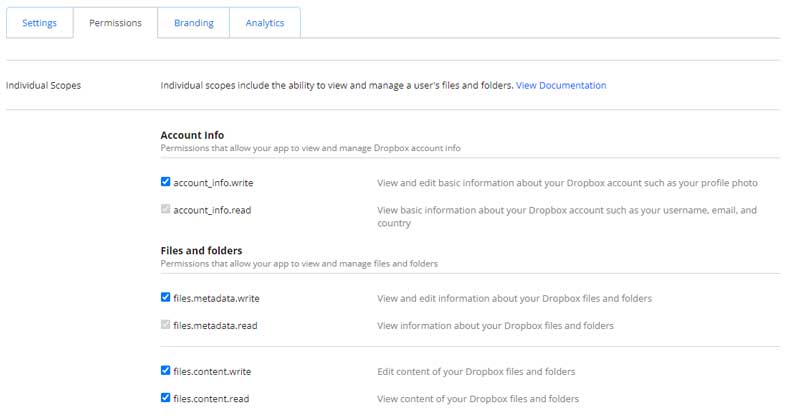 Settings Permissions Branding Analytics
Individual Scopes Individual scopes include the ability to view and manage a user's files and folders. View Documentation
Account Info
Permissions that allow your app to view and manage Dropbox account info
account_info.write View and edit basic information about your Dropbox account such as your profile photo
account_info.read View basic information about your Dropbox account such as your username, email, and
country
Files and folders
Permissions that allow your app to view and manage files and folders
files.metadata.write View and edit information about your Dropbox files and folders
files.metadata.read View information about your Dropbox files and folders
files.content.write Edit content of your Dropbox files and folders
files.content.read View content of your Dropbox files and folders